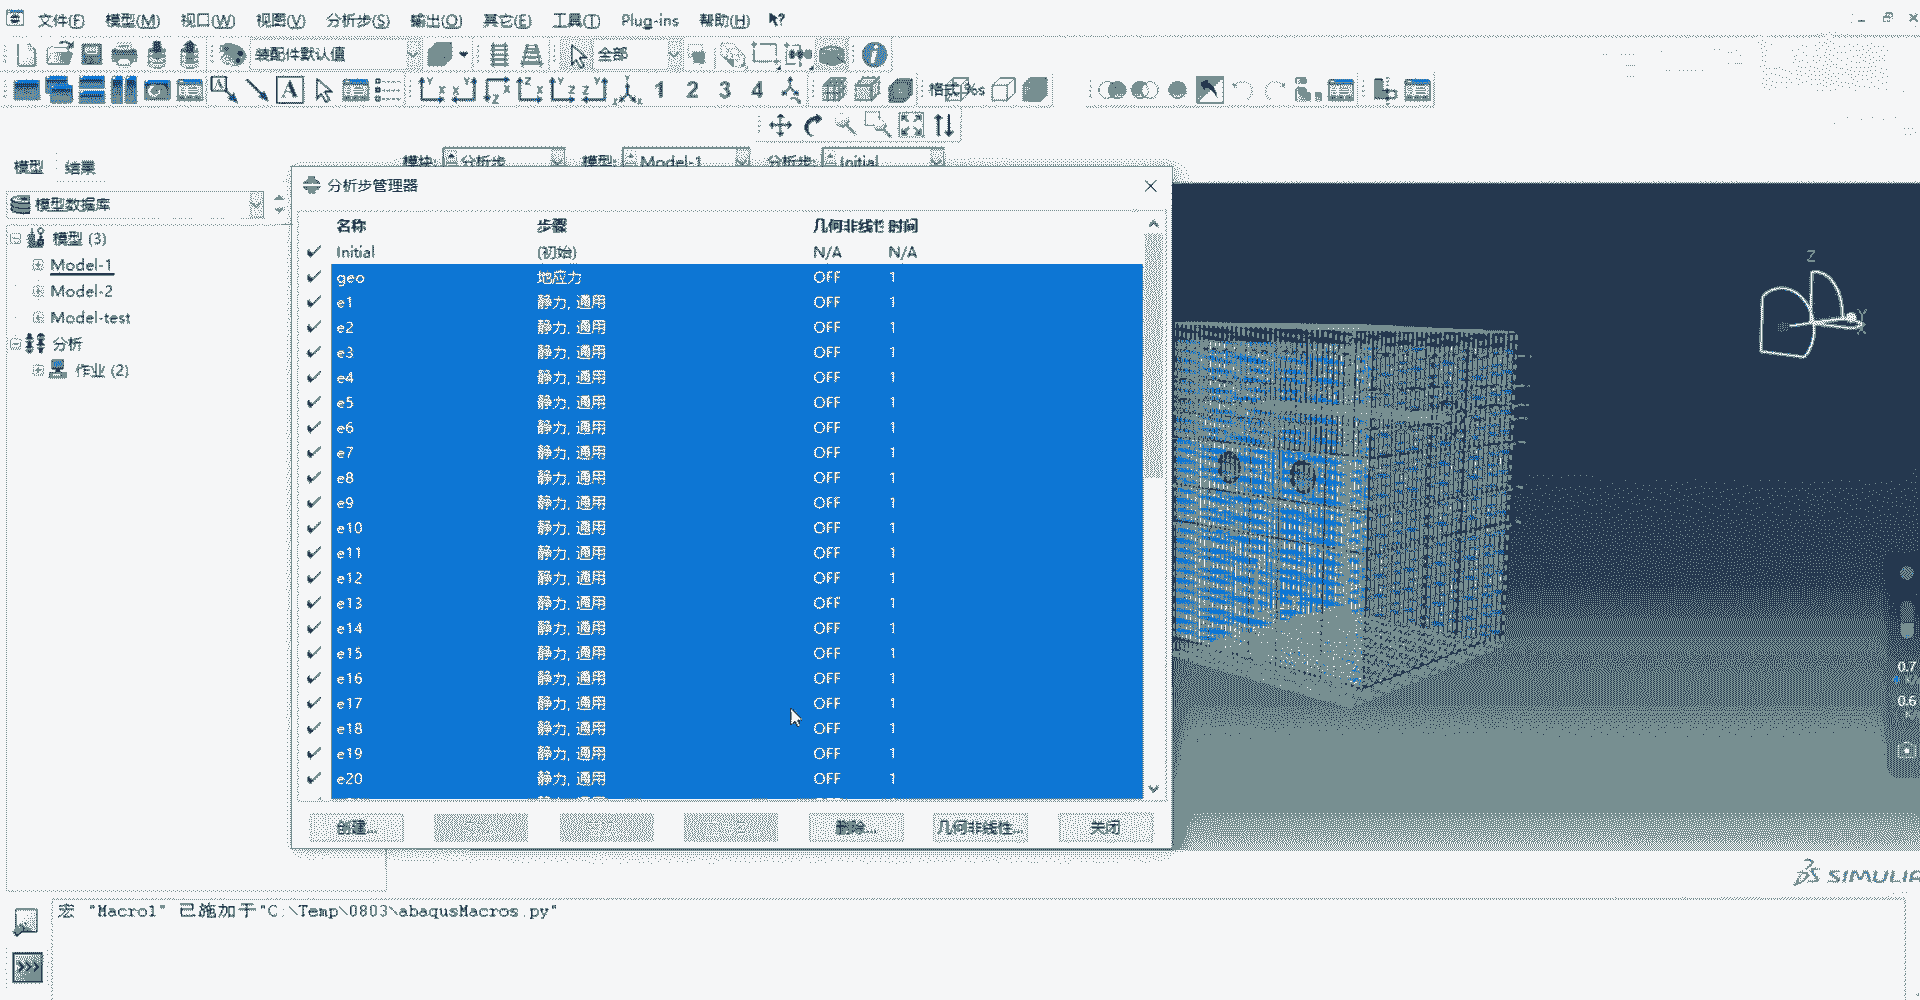 文件(F) 模型(M) 视口(W) 视图(V) 分析步(S) 输出(O) 其它(E) 工具(T) Plug-ins 帮助(H)
装配件默认值 全部
A 1 2 3 4 格式%s
模型 结果 模块: 分析步 模型: Model-1 分析步: Initial
模型数据库
模型 (3)
Model-1
Model-2
Model-test
分析
作业 (2)
分析步管理器
名称 步骤 几何非线性 时间
Initial (初始) N/A N/A
geo 地应力 OFF 1
e1 静力, 通用 OFF 1
e2 静力, 通用 OFF 1
e3 静力, 通用 OFF 1
e4 静力, 通用 OFF 1
e5 静力, 通用 OFF 1
e6 静力, 通用 OFF 1
e7 静力, 通用 OFF 1
e8 静力, 通用 OFF 1
e9 静力, 通用 OFF 1
e10 静力, 通用 OFF 1
e11 静力, 通用 OFF 1
e12 静力, 通用 OFF 1
e13 静力, 通用 OFF 1
e14 静力, 通用 OFF 1
e15 静力, 通用 OFF 1
e16 静力, 通用 OFF 1
e17 静力, 通用 OFF 1
e18 静力, 通用 OFF 1
e19 静力, 通用 OFF 1
e20 静力, 通用 OFF 1
创建... 删除... 几何非线性... 关闭
Z
Y
X
0.7
0.6
SIMULIA
宏 "Macro1" 已施加于"C:\Temp\0803\abaqusMacros.py"
>>>